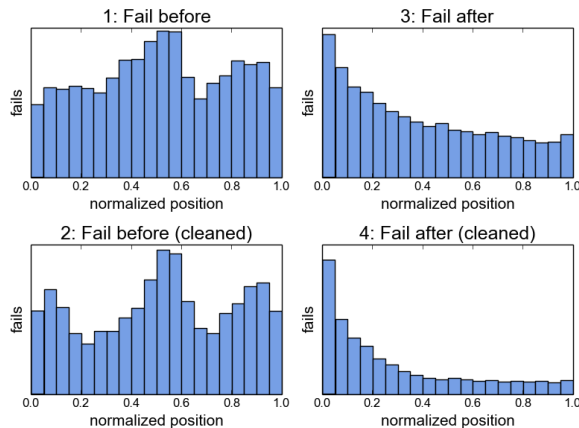 1: Fail before
fails
0.0 0.2 0.4 0.6 0.8 1.0
normalized position
3: Fail after
fails
0.0 0.2 0.4 0.6 0.8 1.0
normalized position
2: Fail before (cleaned)
fails
0.0 0.2 0.4 0.6 0.8 1.0
normalized position
4: Fail after (cleaned)
fails
0.0 0.2 0.4 0.6 0.8 1.0
normalized position